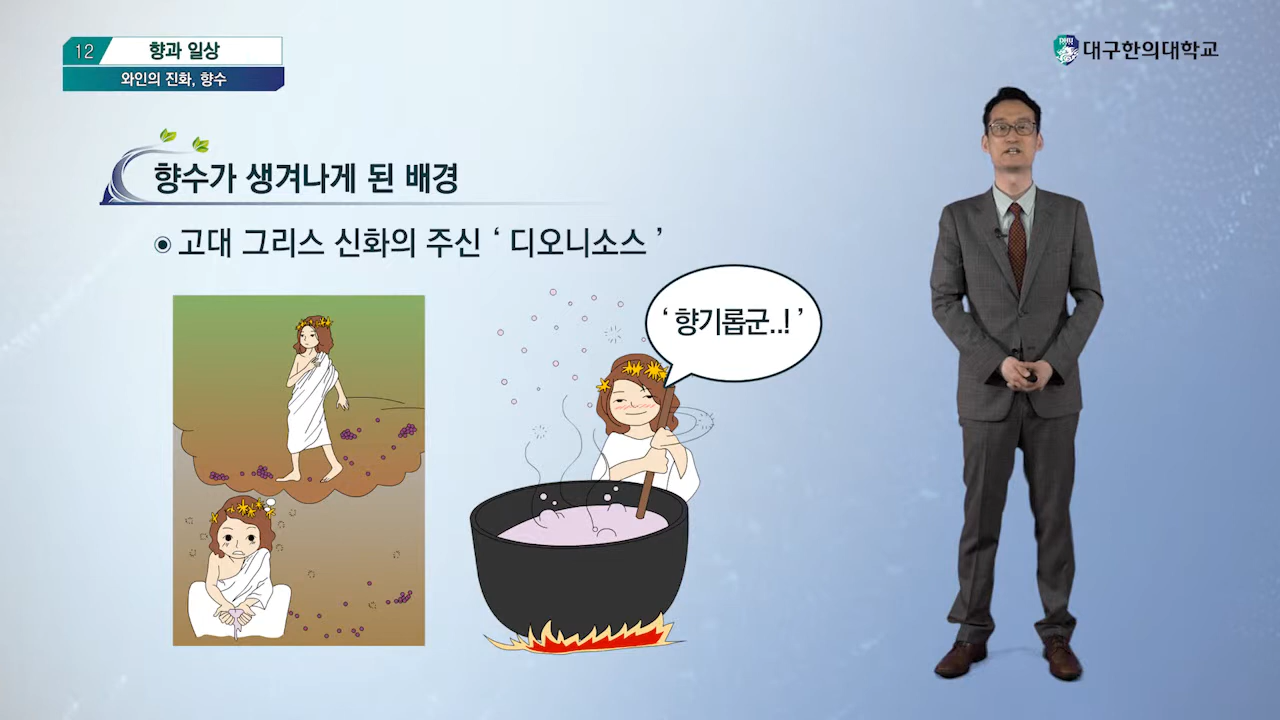 12 향과 일상
와인의 진화, 향수
대구한의대학교
향수가 생겨나게 된 배경
고대 그리스 신화의 주신 ‘ 디오니소스 ’
‘ 향기롭군..! ’